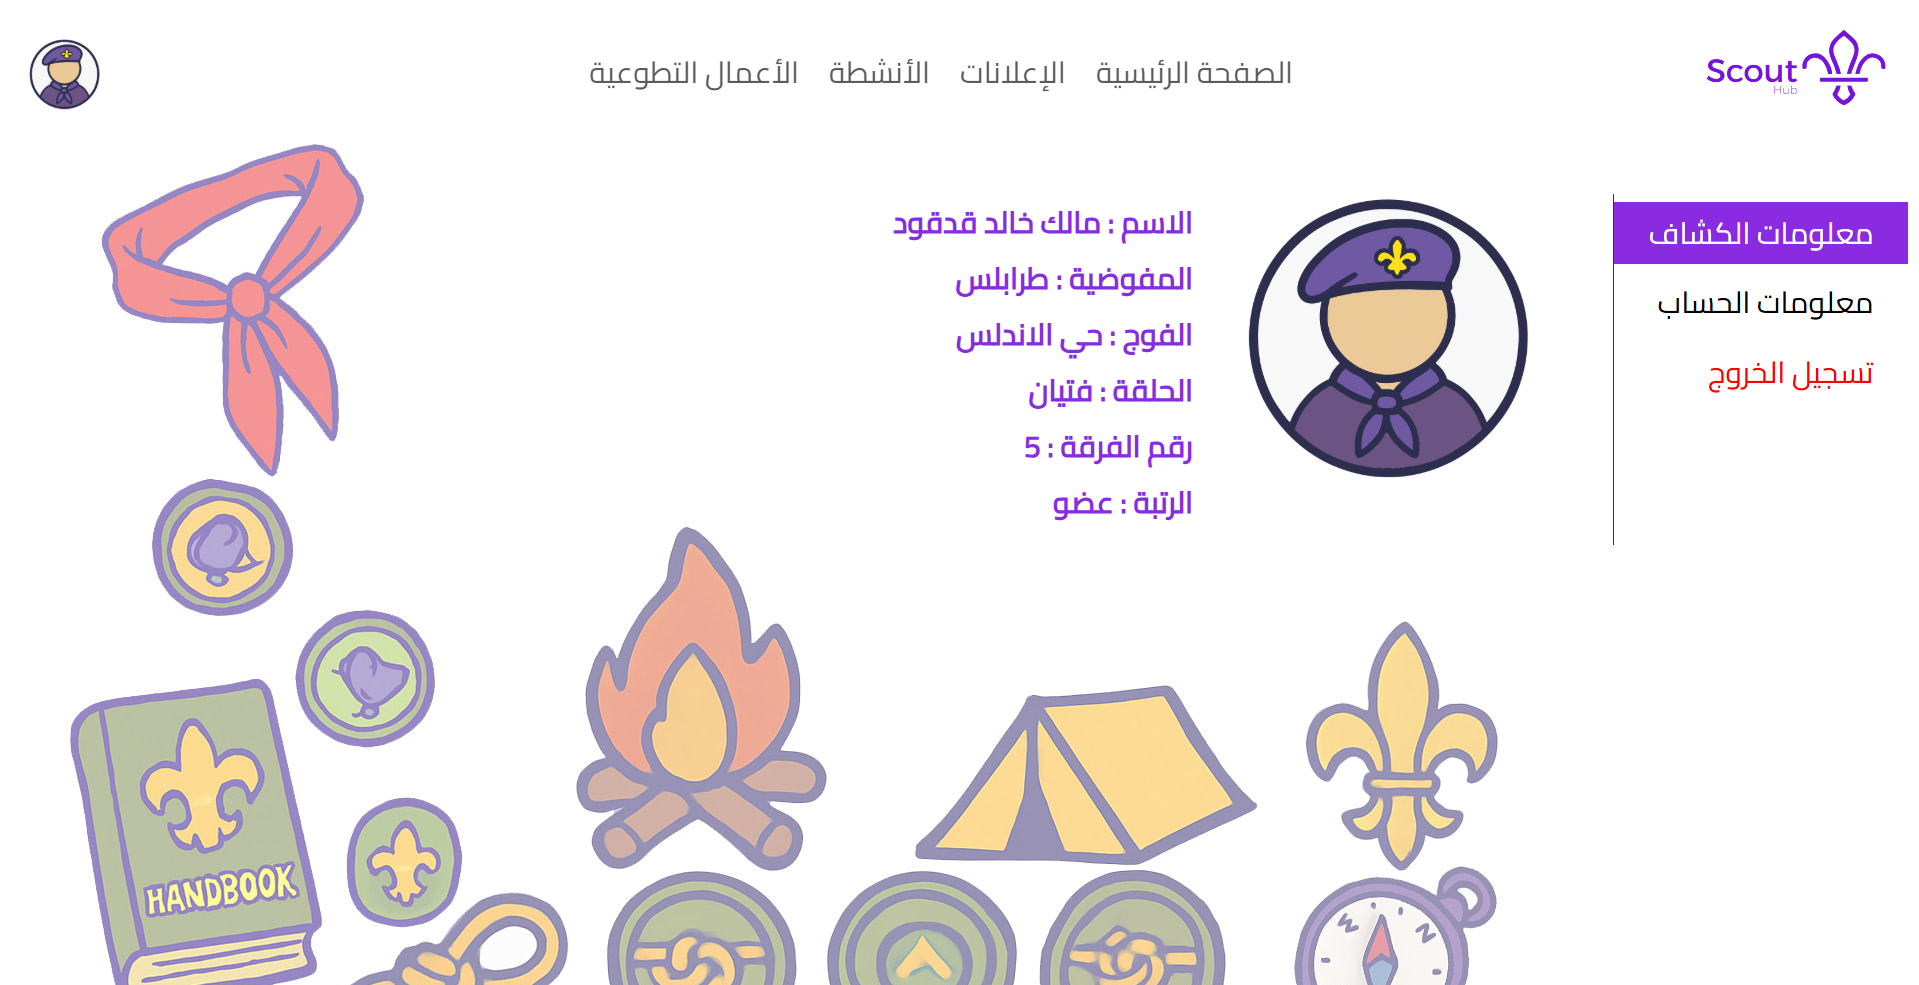 Scout
Hub
الصفحة الرئيسية
الإعلانات
الأنشطة
الأعمال التطوعية
معلومات الكشاف
معلومات الحساب
تسجيل الخروج
الاسم : مالك خالد قدقود
المفوضية : طرابلس
الفوج : حي الاندلس
الحلقة : فتيان
رقم الفرقة : 5
الرتبة : عضو
HANDBOOK
N
N